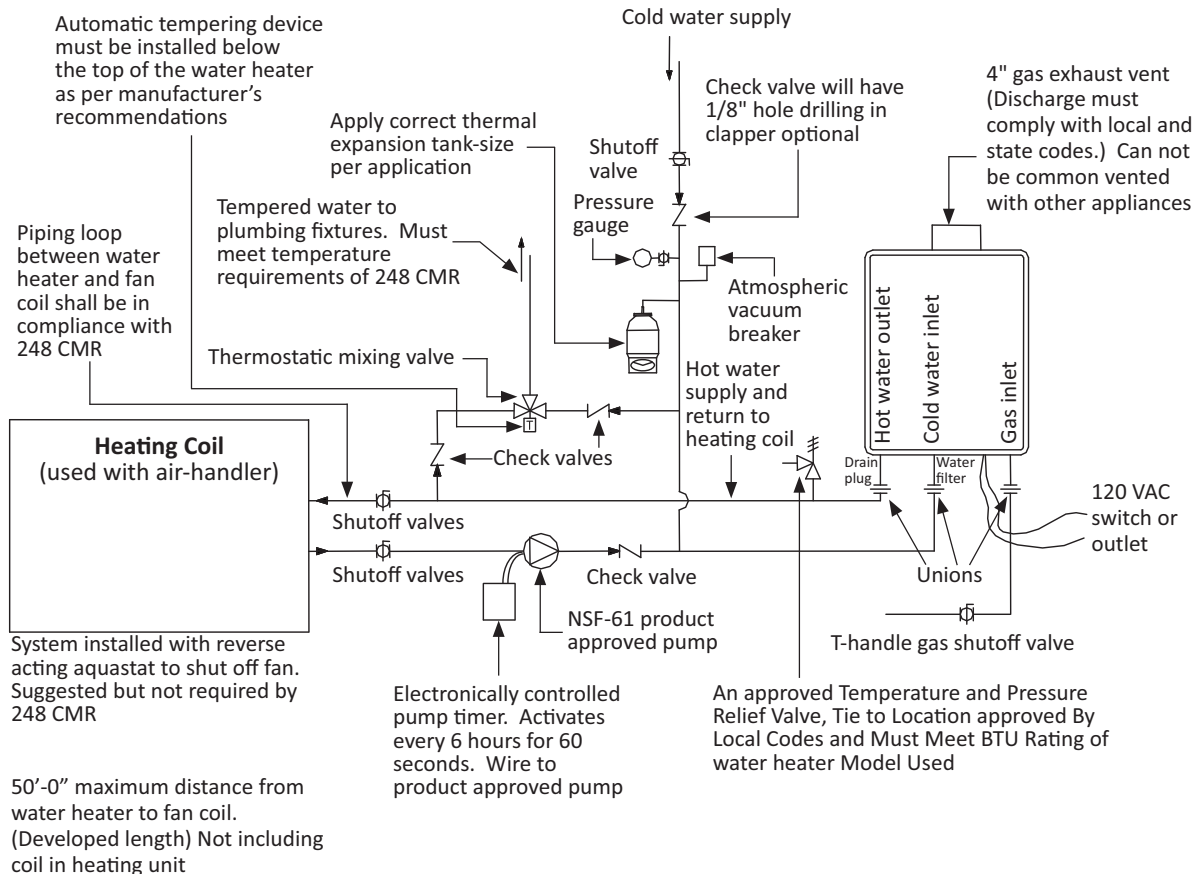 Automatic tempering device
must be installed below
the top of the water heater
as per manufacturer’s
recommendations
Cold water supply
Check valve will have
1/8" hole drilling in
clapper optional
4" gas exhaust vent
(Discharge must
comply with local and
state codes.) Can not
be common vented
with other appliances
Apply correct thermal
expansion tank-size
per application
Shutoff
valve
Pressure
gauge
Tempered water to
plumbing fixtures. Must
meet temperature
requirements of 248 CMR
Piping loop
between water
heater and fan
coil shall be in
compliance with
248 CMR
Atmospheric
vacuum
breaker
Thermostatic mixing valve
Hot water
supply and
return to
heating coil
Hot water outlet
Cold water inlet
Gas inlet
T
Heating Coil
(used with air-handler)
Check valves
Drain
plug
Water
filter
120 VAC
switch or
outlet
Shutoff valves
Shutoff valves
Check valve
Unions
NSF-61 product
approved pump
T-handle gas shutoff valve
System installed with reverse
acting aquastat to shut off fan.
Suggested but not required by
248 CMR
Electronically controlled
pump timer. Activates
every 6 hours for 60
seconds. Wire to
product approved pump
An approved Temperature and Pressure
Relief Valve, Tie to Location approved By
Local Codes and Must Meet BTU Rating of
water heater Model Used
50’-0” maximum distance from
water heater to fan coil.
(Developed length) Not including
coil in heating unit